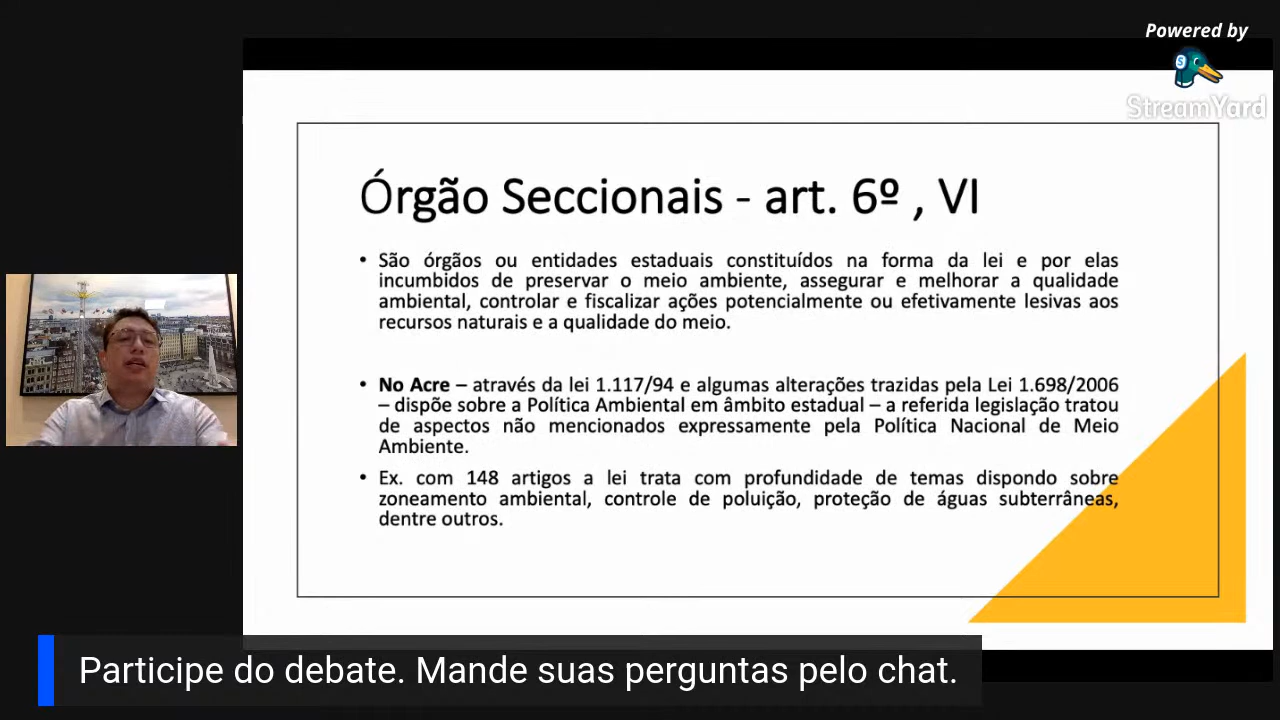 Powered by
StreamYard
Órgão Seccionais - art. 6º , VI
• São órgãos ou entidades estaduais constituídos na forma da lei e por elas
incumbidos de preservar o meio ambiente, assegurar e melhorar a qualidade
ambiental, controlar e fiscalizar ações potencialmente ou efetivamente lesivas aos
recursos naturais e a qualidade do meio.
• No Acre – através da lei 1.117/94 e algumas alterações trazidas pela Lei 1.698/2006
– dispõe sobre a Política Ambiental em âmbito estadual – a referida legislação tratou
de aspectos não mencionados expressamente pela Política Nacional de Meio
Ambiente.
• Ex. com 148 artigos a lei trata com profundidade de temas dispondo sobre
zoneamento ambiental, controle de poluição, proteção de águas subterrâneas,
dentre outros.
Participe do debate. Mande suas perguntas pelo chat.